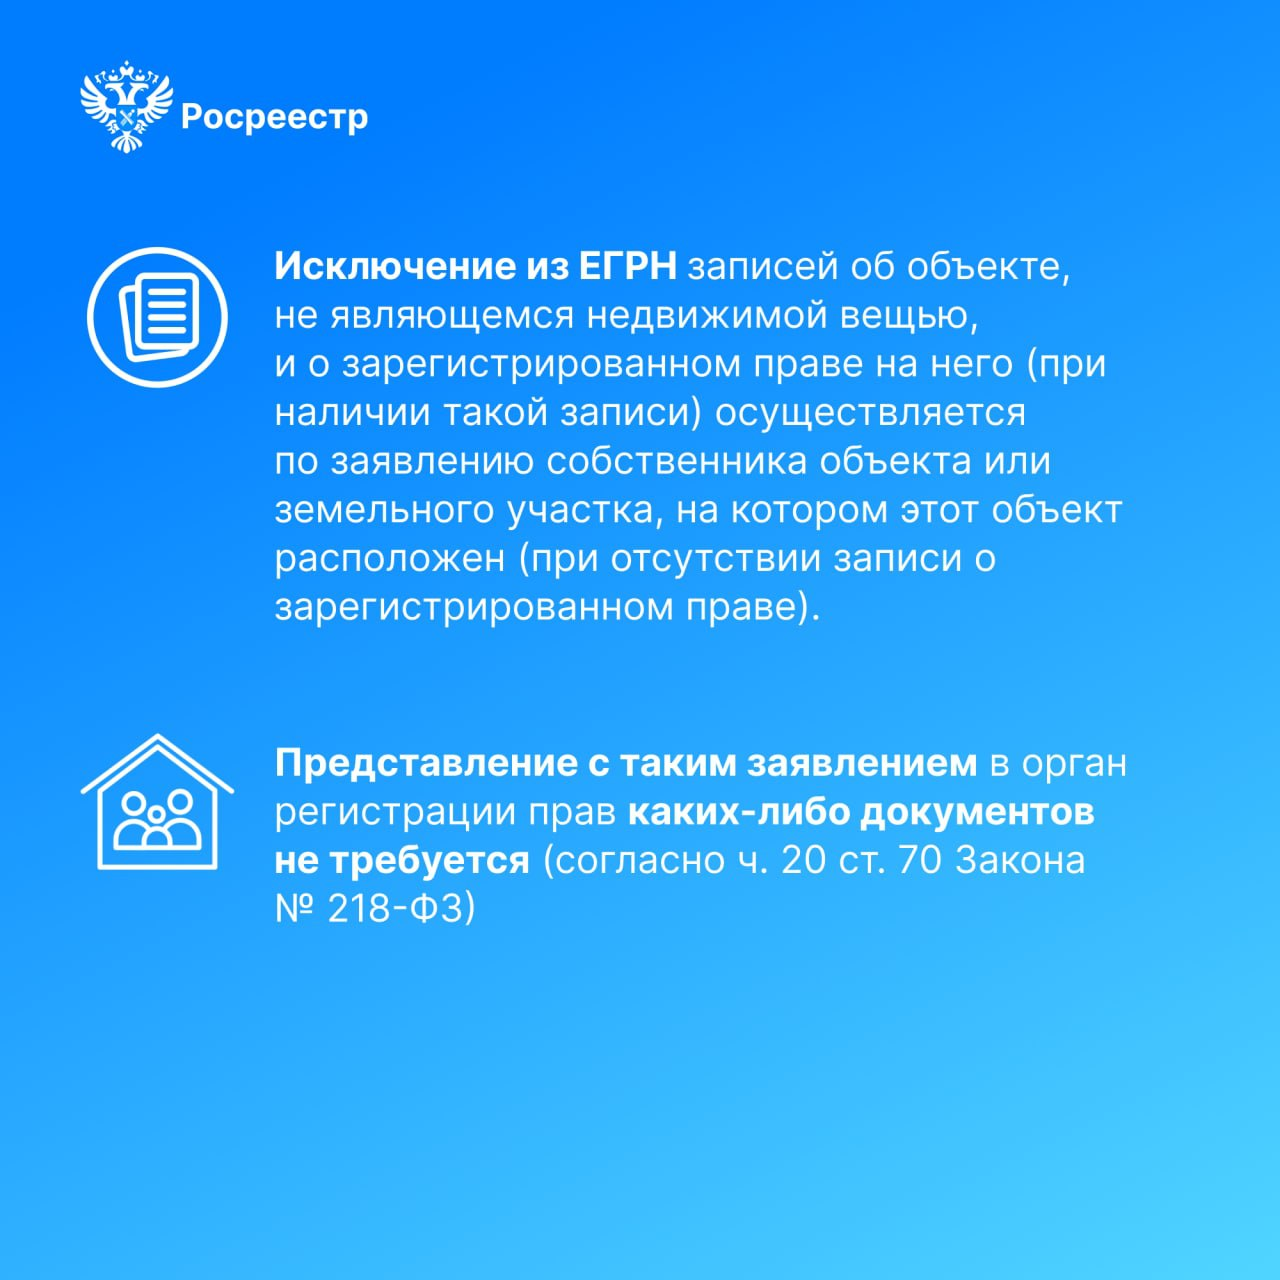 Росреестр
Исключение из ЕГРН записей об объекте,
не являющемся недвижимой вещью,
и о зарегистрированном праве на него (при
наличии такой записи) осуществляется
по заявлению собственника объекта или
земельного участка, на котором этот объект
расположен (при отсутствии записи о
зарегистрированном праве).
Представление с таким заявлением в орган
регистрации прав каких-либо документов
не требуется (согласно ч. 20 ст. 70 Закона
№ 218-ФЗ)